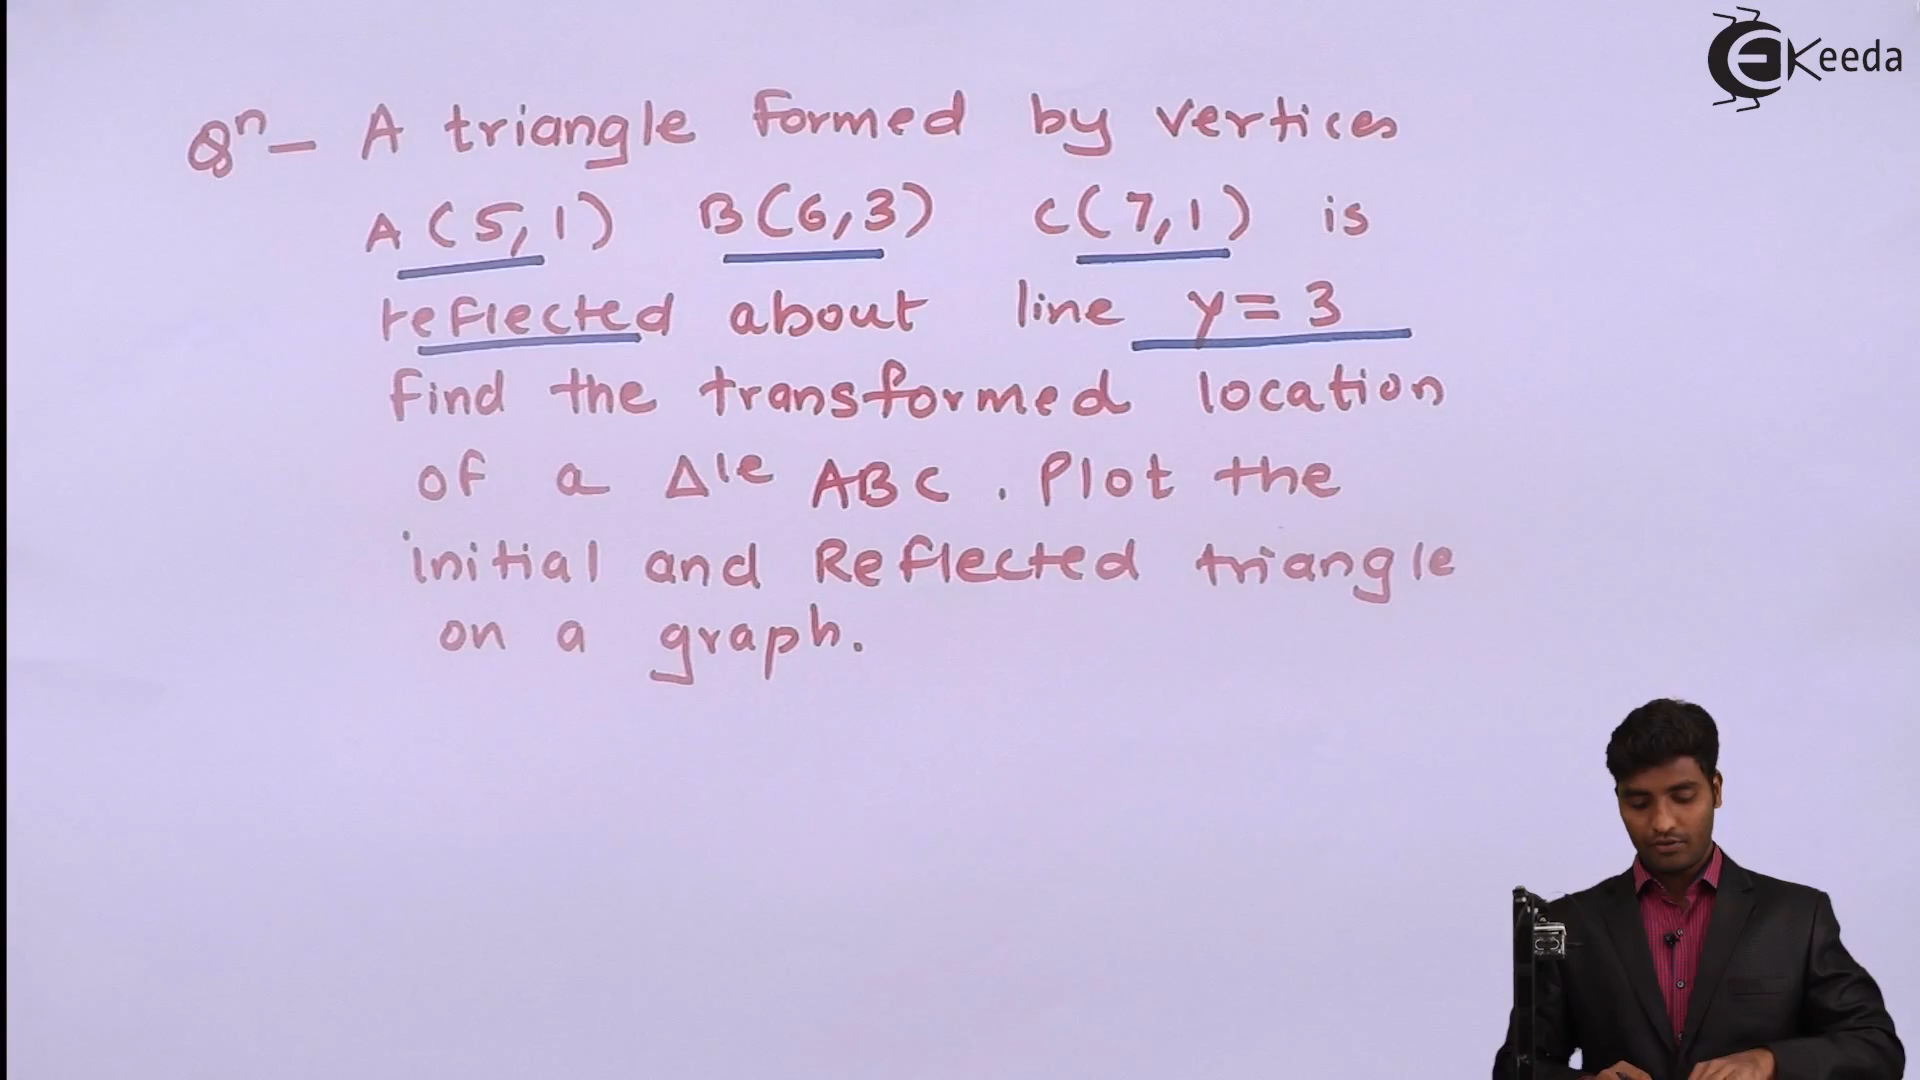 EKeeda
Qⁿ- A triangle formed by vertices
A(5,1) B(6,3) C(7,1) is
reflected about line y=3
find the transformed location
of a Δle ABC. Plot the
initial and Reflected triangle
on a graph.